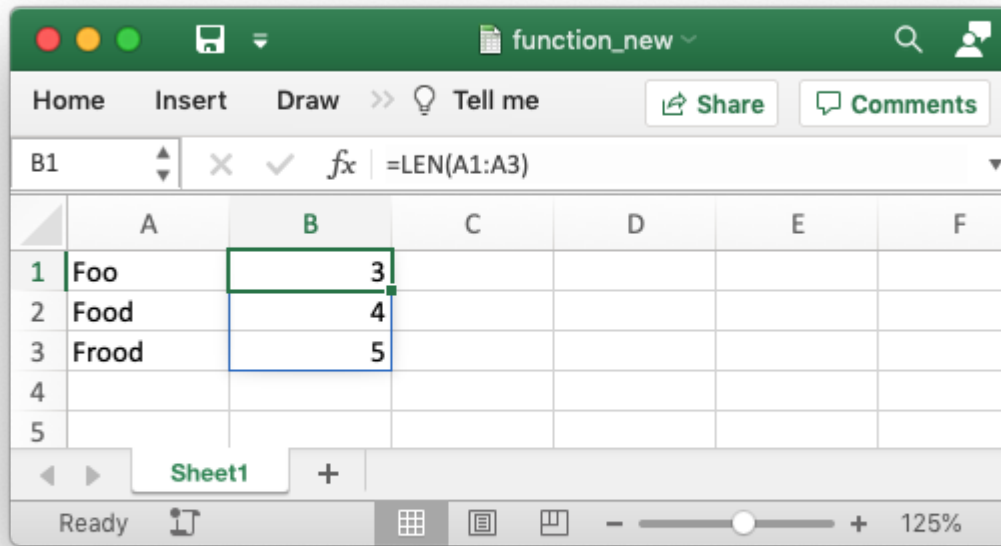 function_new
Home Insert Draw Tell me Share Comments
B1 fx =LEN(A1:A3)
A B C D E F
1 Foo 3
2 Food 4
3 Frood 5
4
5
Sheet1 +
Ready − + 125%